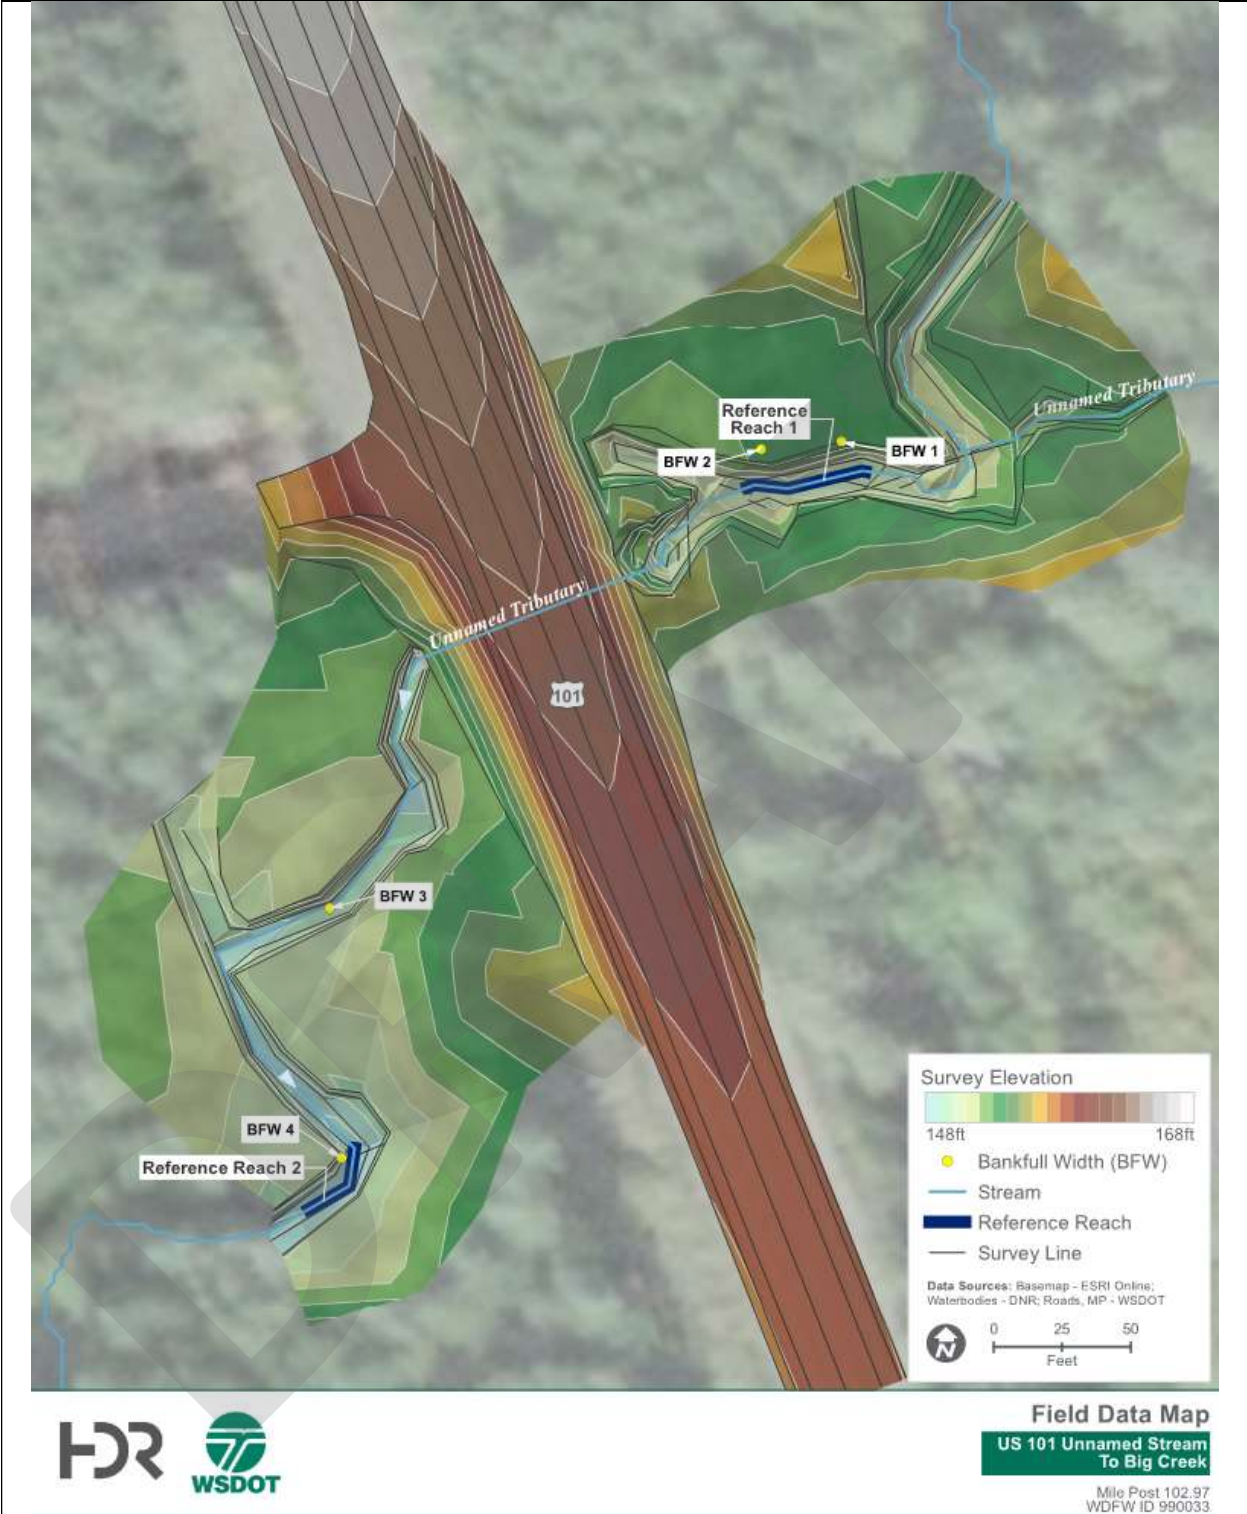 Unnamed Tributary
Reference
Reach 1
BFW 2
BFW 1
Unnamed Tributary
101
BFW 3
BFW 4
Reference Reach 2
Survey Elevation
148ft 168ft
Bankfull Width (BFW)
Stream
Reference Reach
Survey Line
Data Sources: Basemap - ESRI Online;
Waterbodies - DNR; Roads, MP - WSDOT
0 25 50
Feet
N
HDR
WSDOT
Field Data Map
US 101 Unnamed Stream
To Big Creek
Mile Post 102.97
WDFW ID 990033